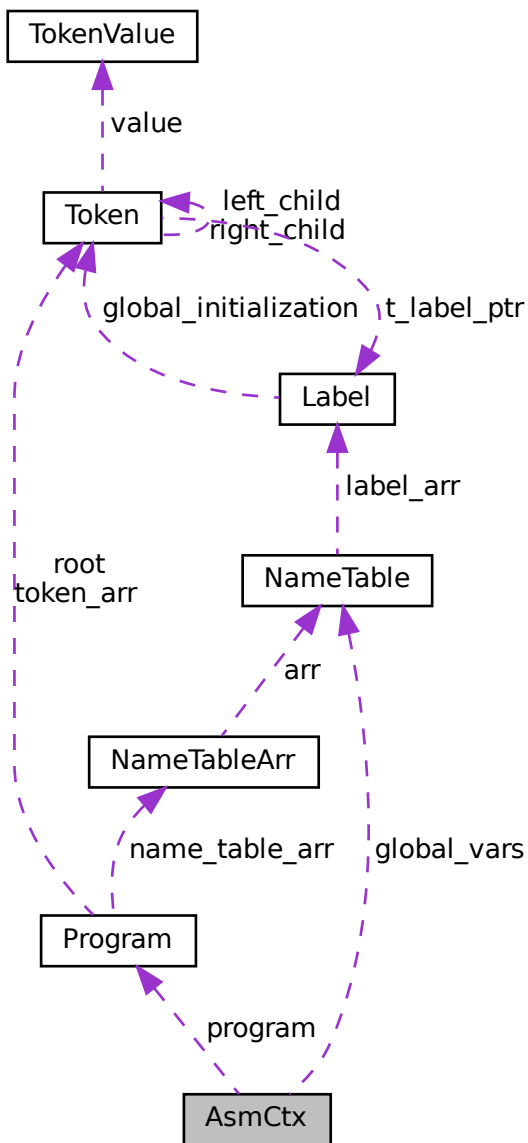 TokenValue
value
Token
left_child
right_child
global_initialization
t_label_ptr
Label
label_arr
NameTable
root
token_arr
arr
NameTableArr
name_table_arr
global_vars
Program
program
AsmCtx